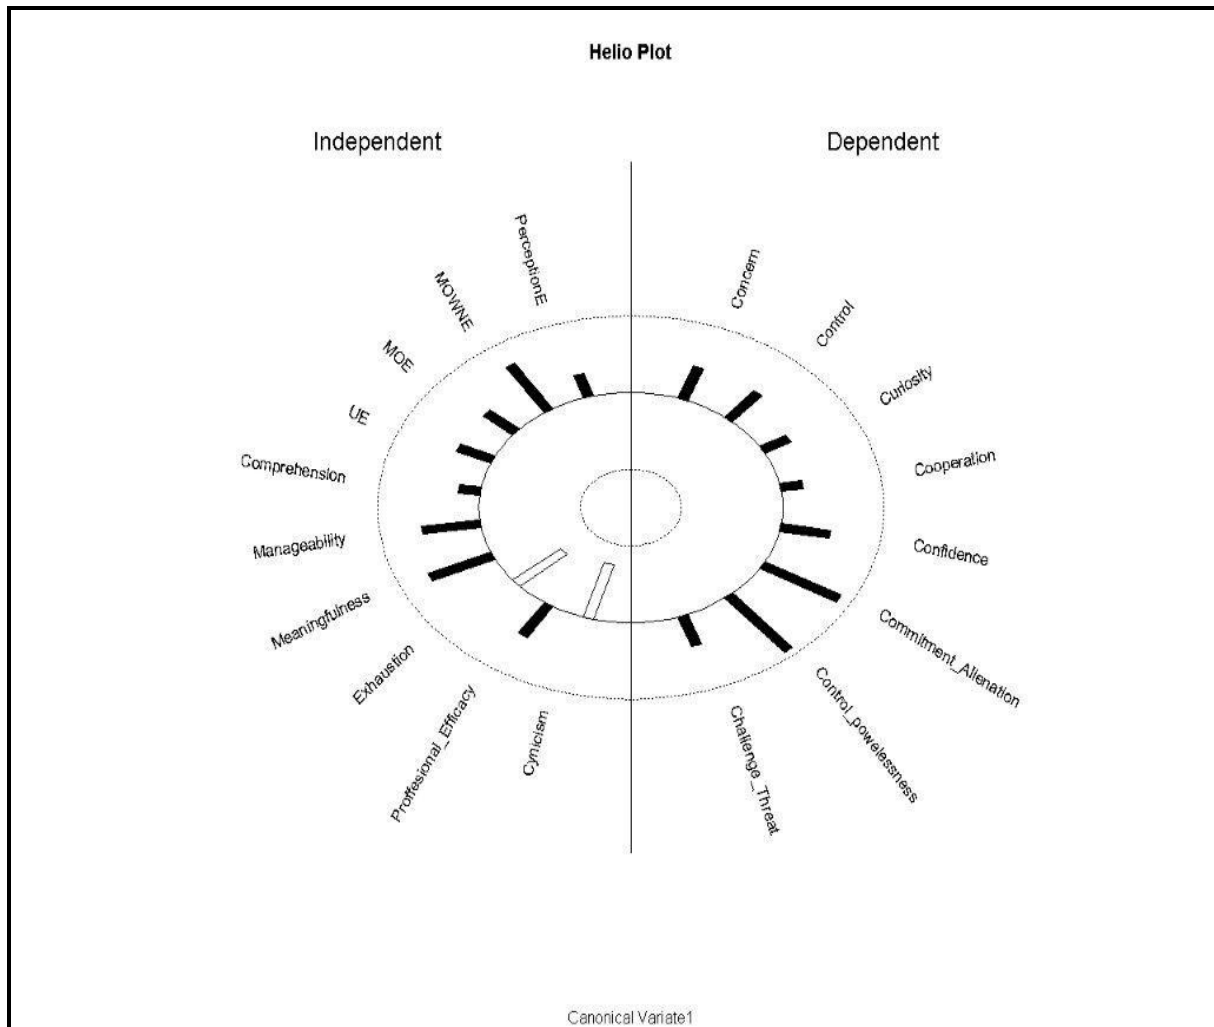 Helio Plot
Independent
Dependent
PerceptionE
MOWNE
MOE
UE
Comprehension
Manageability
Meaningfulness
Exhaustion
Proffesional_Efficacy
Cynicism
Concern
Control
Curiosity
Cooperation
Confidence
Commitment_Alienation
Control_powelessness
Challenge_Threat
Canonical Variate1